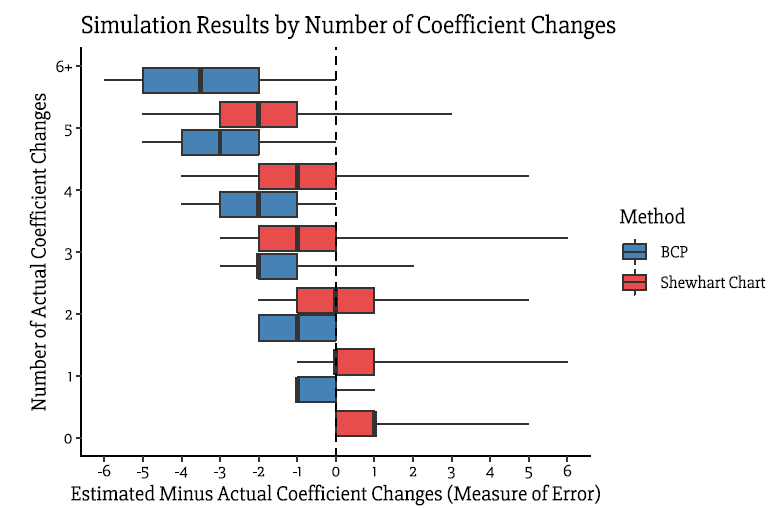 Simulation Results by Number of Coefficient Changes
Number of Actual Coefficient Changes
6+
5
4
3
2
1
0
-6 -5 -4 -3 -2 -1 0 1 2 3 4 5 6
Estimated Minus Actual Coefficient Changes (Measure of Error)
Method
BCP
Shewhart Chart